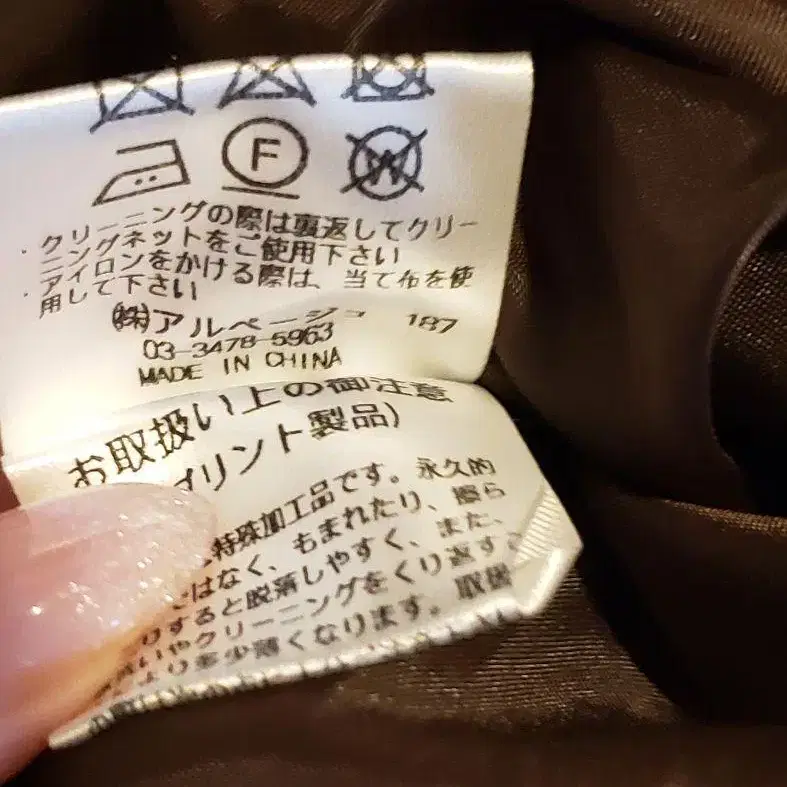 F
W
・クリーニングの際は裏返してクリー
ニングネットをご使用下さい
・アイロンをかける際は、当て布を使
用して下さい
㈱アルページュ 187
03-3478-5963
MADE IN CHINA
お取扱い上の御注意
プリント製品)
特殊加工品です。永久的
ではなく、もまれたり、擦ら
りすると脱落しやすく、また、
いやクリーニングをくり返す
より多少薄くなります。取扱